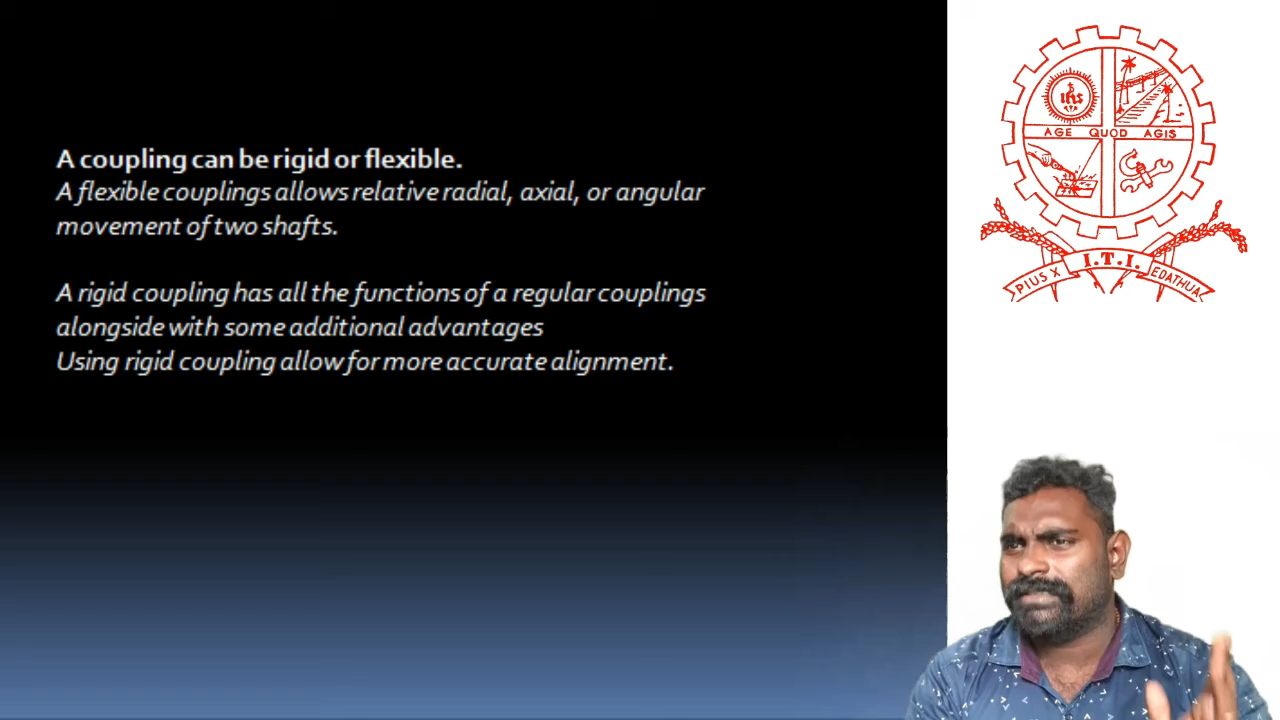 A coupling can be rigid or flexible.
A flexible couplings allows relative radial, axial, or angular
movement of two shafts.
A rigid coupling has all the functions of a regular couplings
alongside with some additional advantages
Using rigid coupling allow for more accurate alignment.
IHS
AGE QUOD AGIS
PIUS X I.T.I. EDATHUA